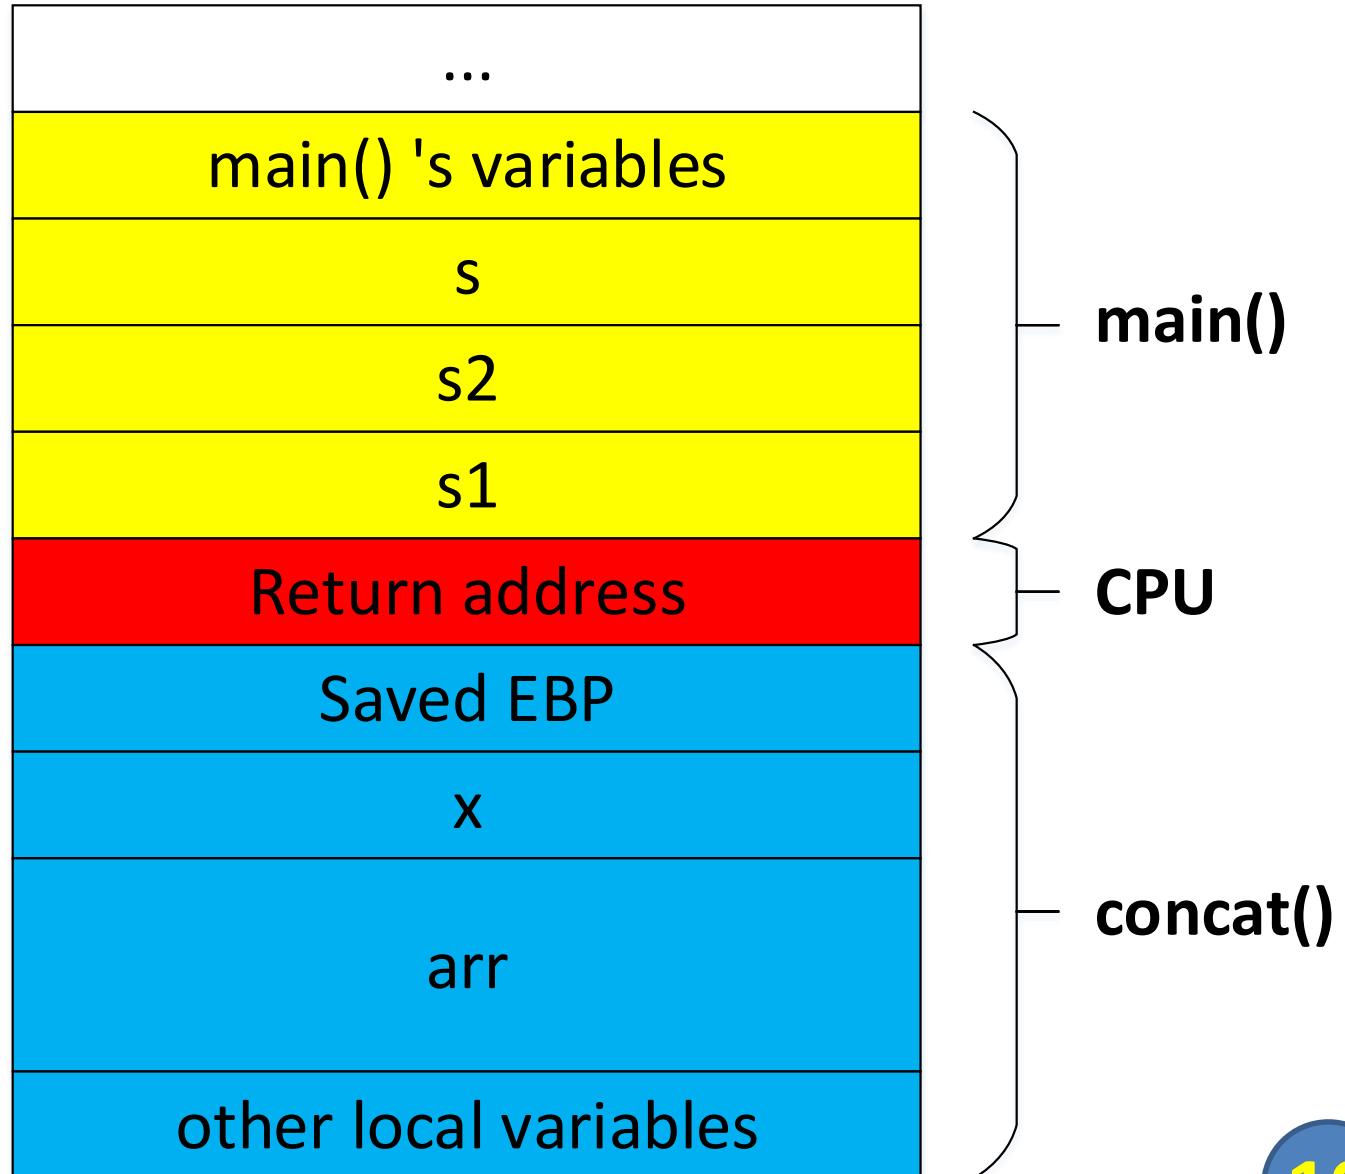 ...
main() 's variables
s
s2
s1
main()
Return address
CPU
Saved EBP
x
arr
concat()
other local variables